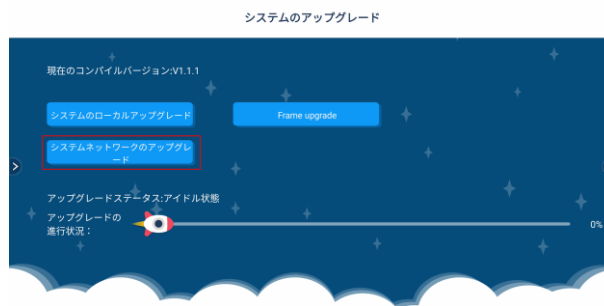 システムのアップグレード
現在のコンパイルバージョン:V1.1.1
システムのローカルアップグレード
Frame upgrade
システムネットワークのアップグレ
ード
アップグレードステータス:アイドル状態
アップグレードの
進行状況：
0%